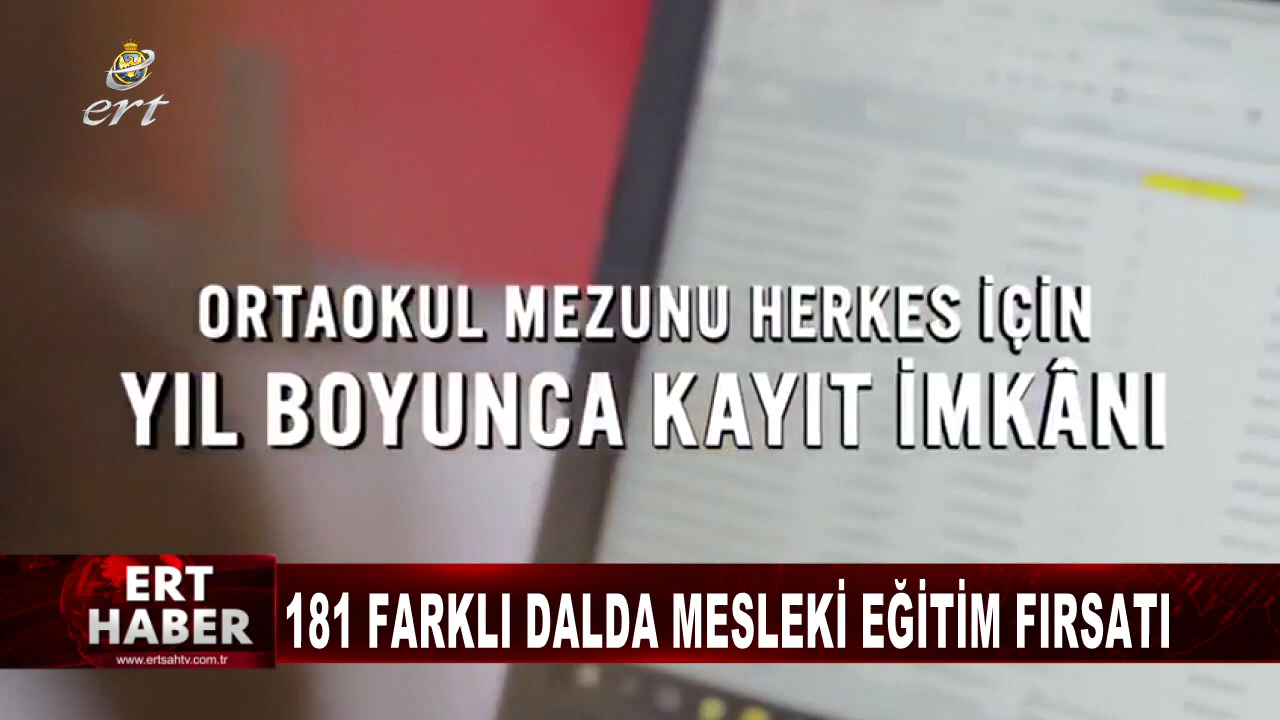 ert
ORTAOKUL MEZUNU HERKES İÇİN
YIL BOYUNCA KAYIT İMKÂNI
ERT
HABER
www.ertsahtv.com.tr
181 FARKLI DALDA MESLEKİ EĞİTİM FIRSATI